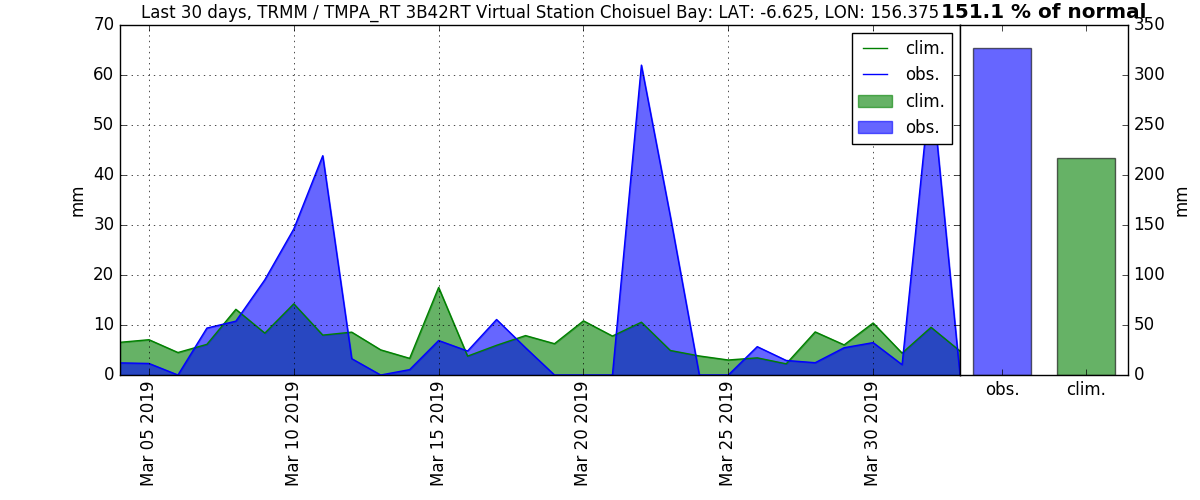 Last 30 days, TRMM / TMPA_RT 3B42RT Virtual Station Choisuel Bay: LAT: -6.625, LON: 156.375
151.1 % of normal
70
60
50
40
30
20
10
0
mm
clim.
obs.
clim.
obs.
Mar 05 2019
Mar 10 2019
Mar 15 2019
Mar 20 2019
Mar 25 2019
Mar 30 2019
350
300
250
200
150
100
50
0
mm
obs.
clim.